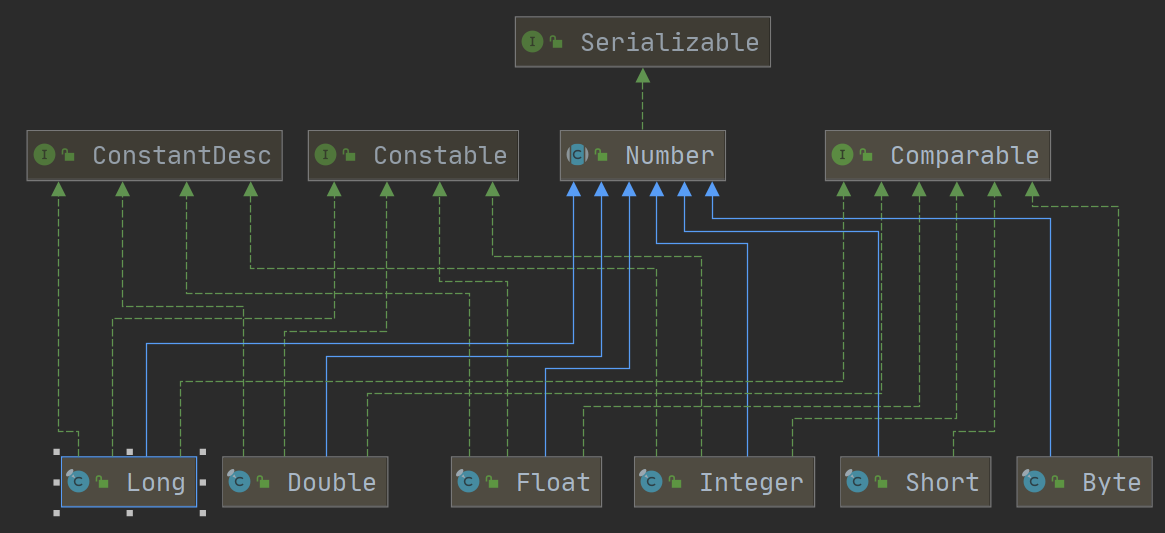 I Serializable
I ConstantDesc
I Constable
C Number
I Comparable
C Long
C Double
C Float
C Integer
C Short
C Byte